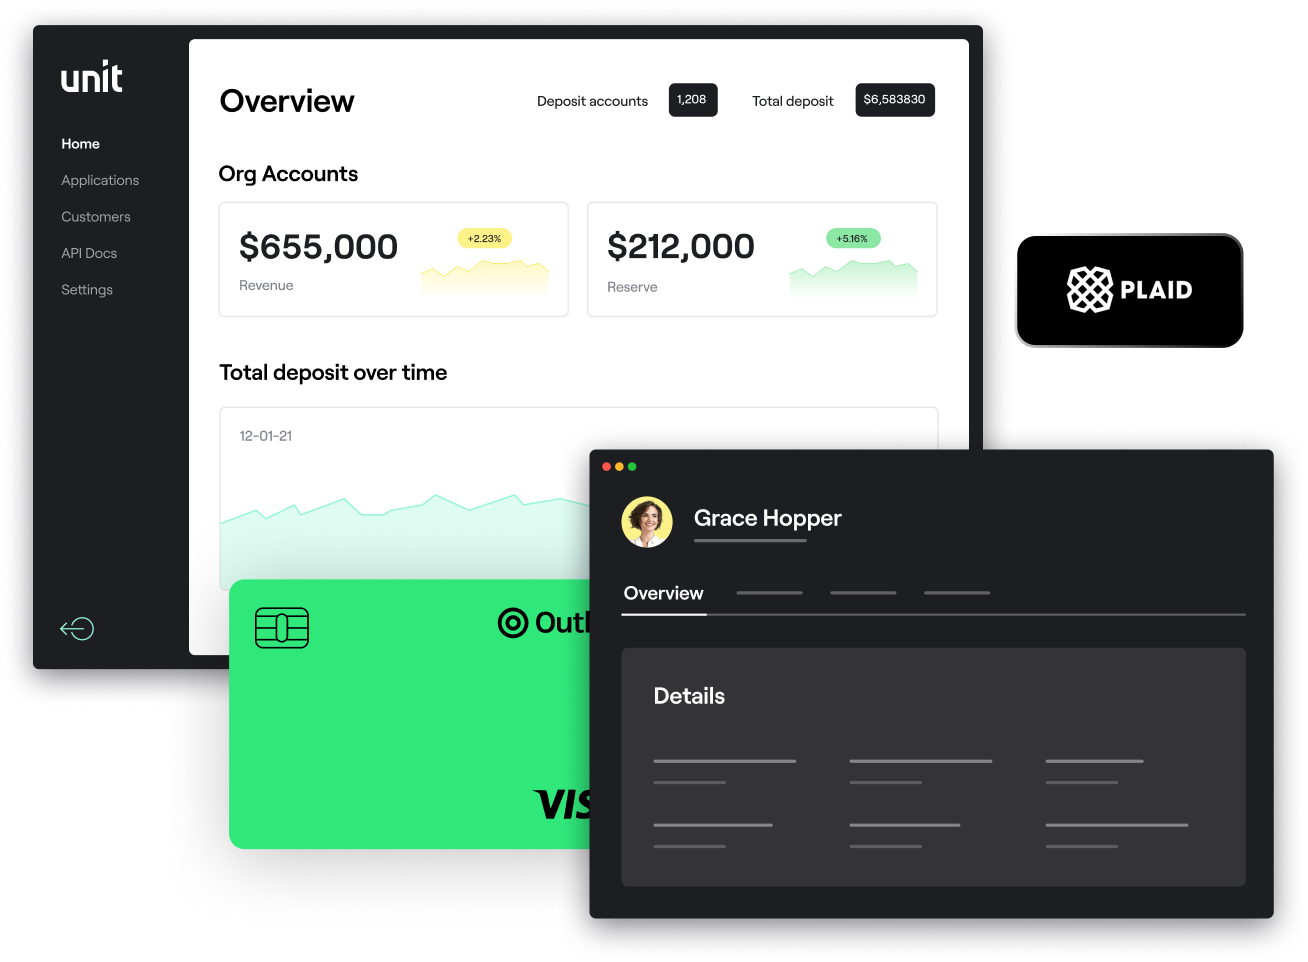 unit
Home
Applications
Customers
API Docs
Settings
Overview
Deposit accounts 1,208 Total deposit $6,583830
Org Accounts
$655,000 +2.23%
Revenue
$212,000 +5.16%
Reserve
Total deposit over time
12-01-21
PLAID
Outl
VIS
Grace Hopper
Overview
Details